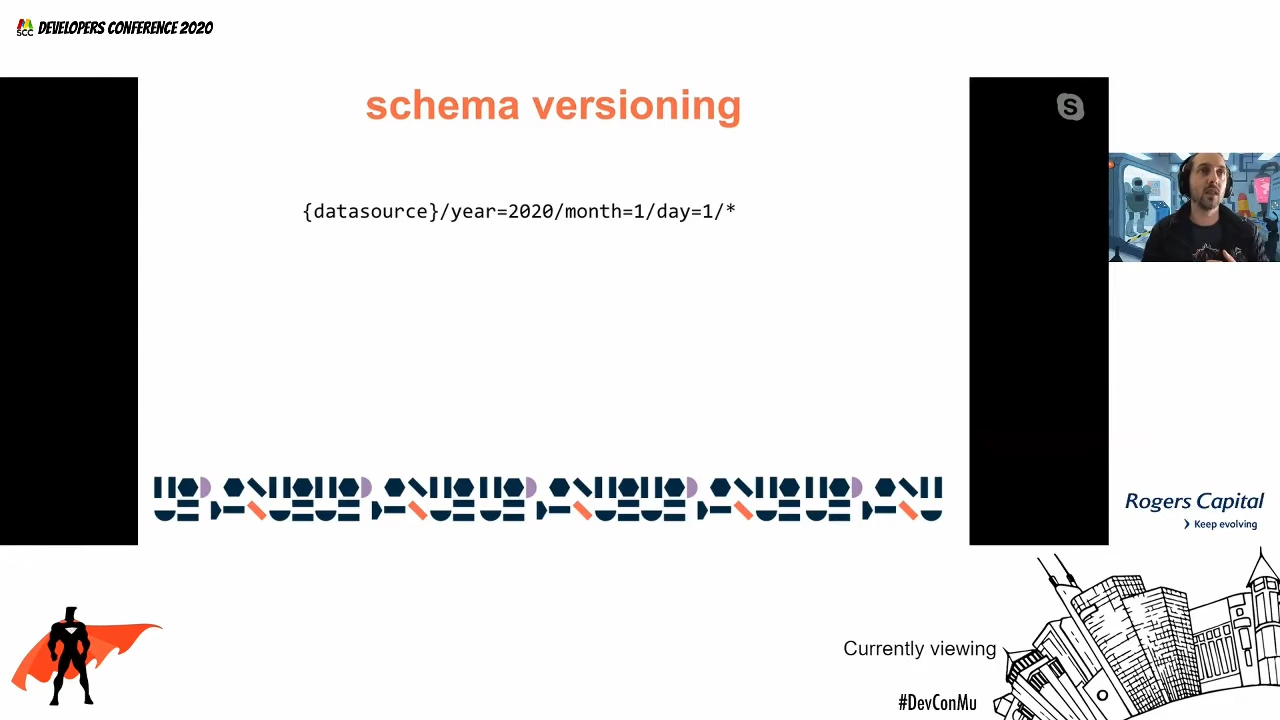 SCC DEVELOPERS CONFERENCE 2020
schema versioning
S
{datasource}/year=2020/month=1/day=1/*
Rogers Capital
Keep evolving
Currently viewing
#DevConMu